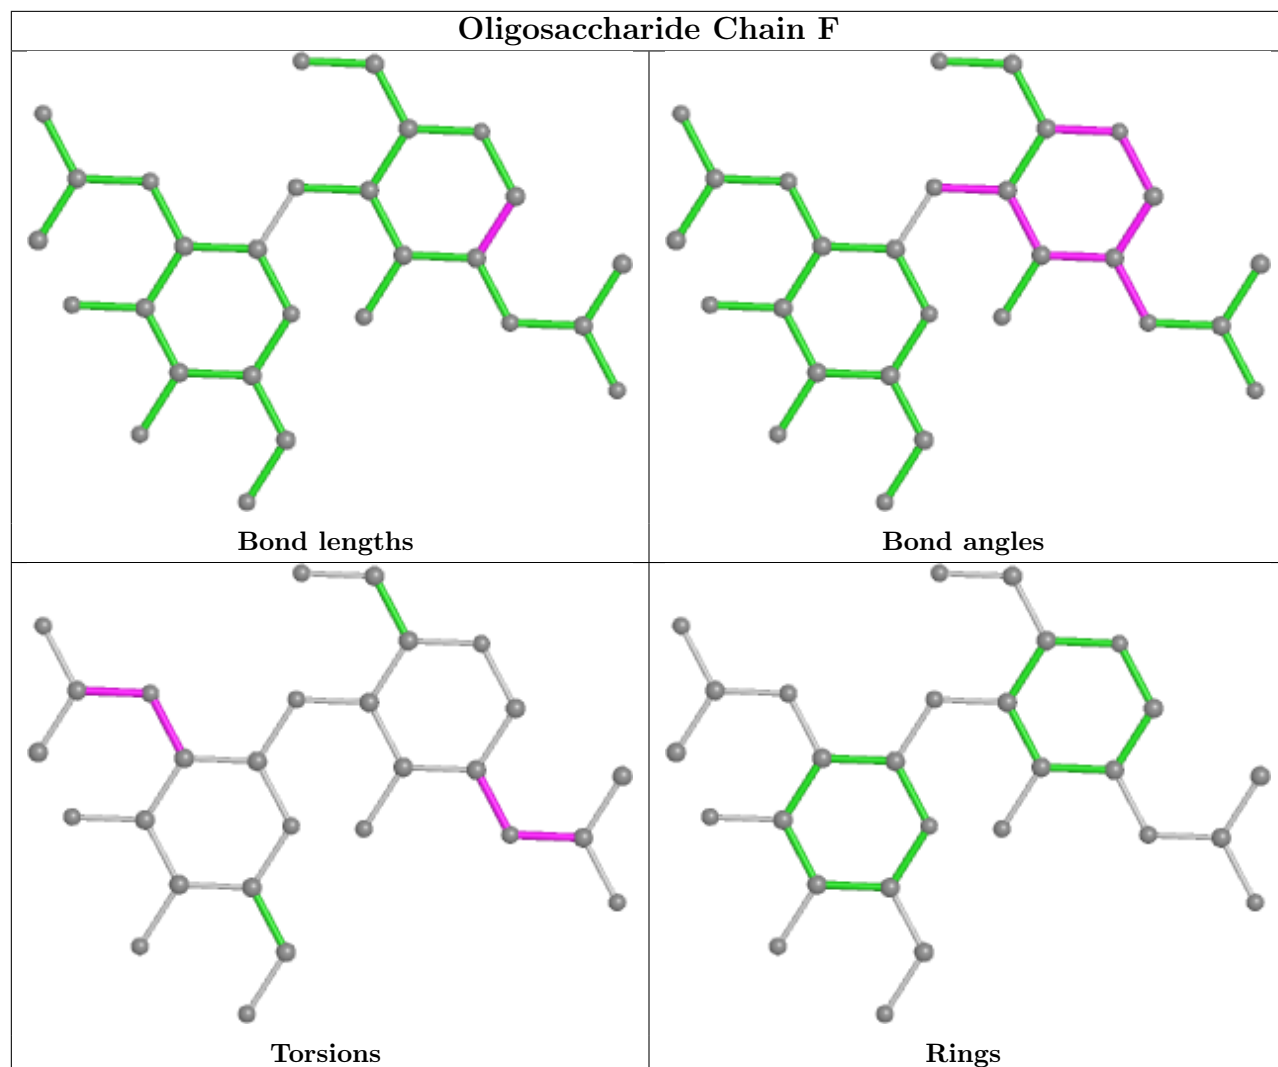 Oligosaccharide Chain F
Bond lengths
Bond angles
Torsions
Rings